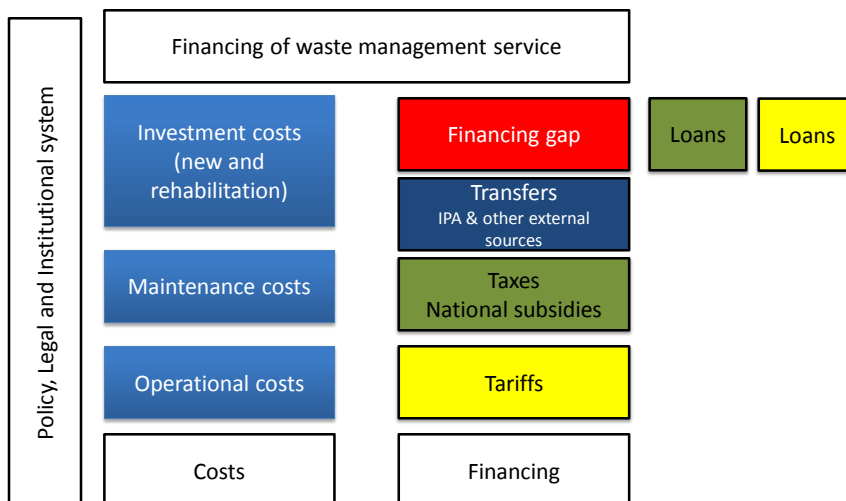 Policy, Legal and Institutional system
Financing of waste management service
Investment costs
(new and
rehabilitation)
Financing gap
Loans
Loans
Transfers
IPA & other external
sources
Maintenance costs
Taxes
National subsidies
Operational costs
Tariffs
Costs
Financing